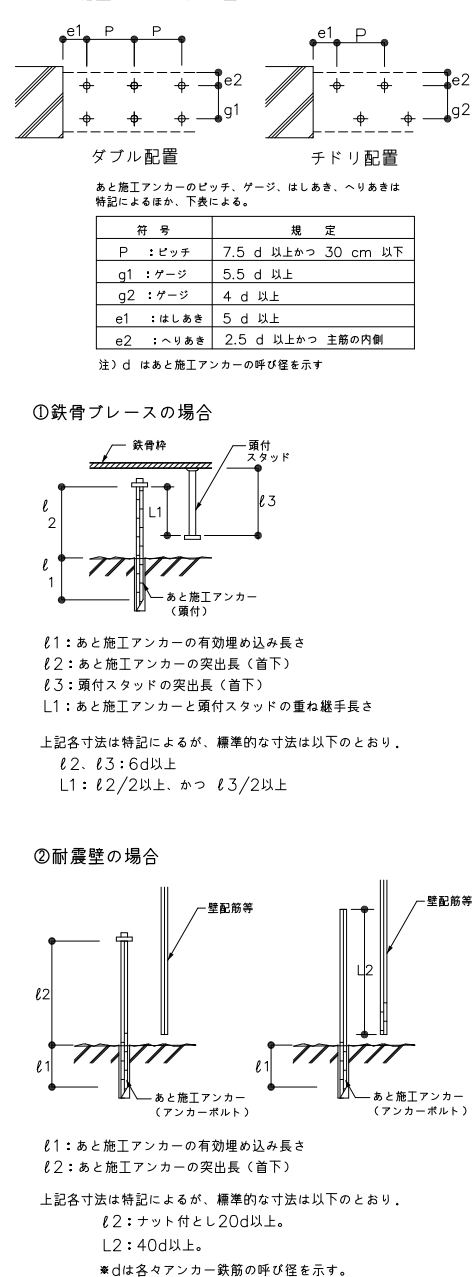 e1 P P
e2
g1
ダブル配置
e1 P
e2
g2
チドリ配置
あと施工アンカーのピッチ、ゲージ、はしあき、へりあきは
特記によるほか、下表による。
符 号 規 定
P :ピッチ 7.5 d 以上かつ 30 cm 以下
g1 :ゲージ 5.5 d 以上
g2 :ゲージ 4 d 以上
e1 :はしあき 5 d 以上
e2 :へりあき 2.5 d 以上かつ 主筋の内側
注)d はあと施工アンカーの呼び径を示す
①鉄骨ブレースの場合
鉄骨枠
頭付
スタッド
ℓ2
L1
ℓ3
ℓ1
あと施工アンカー
(頭付)
ℓ1:あと施工アンカーの有効埋め込み長さ
ℓ2:あと施工アンカーの突出長(首下)
ℓ3:頭付スタッドの突出長(首下)
L1:あと施工アンカーと頭付スタッドの重ね継手長さ
上記各寸法は特記によるが、標準的な寸法は以下のとおり.
ℓ2、ℓ3:6d以上
L1:ℓ2/2以上、かつ ℓ3/2以上
②耐震壁の場合
壁配筋等
ℓ2
ℓ1
あと施工アンカー
(アンカーボルト)
壁配筋等
L2
ℓ1
あと施工アンカー
(アンカーボルト)
ℓ1:あと施工アンカーの有効埋め込み長さ
ℓ2:あと施工アンカーの突出長(首下)
上記各寸法は特記によるが、標準的な寸法は以下のとおり.
ℓ2:ナット付とし20d以上。
L2:40d以上。
※dは各々アンカー鉄筋の呼び径を示す。